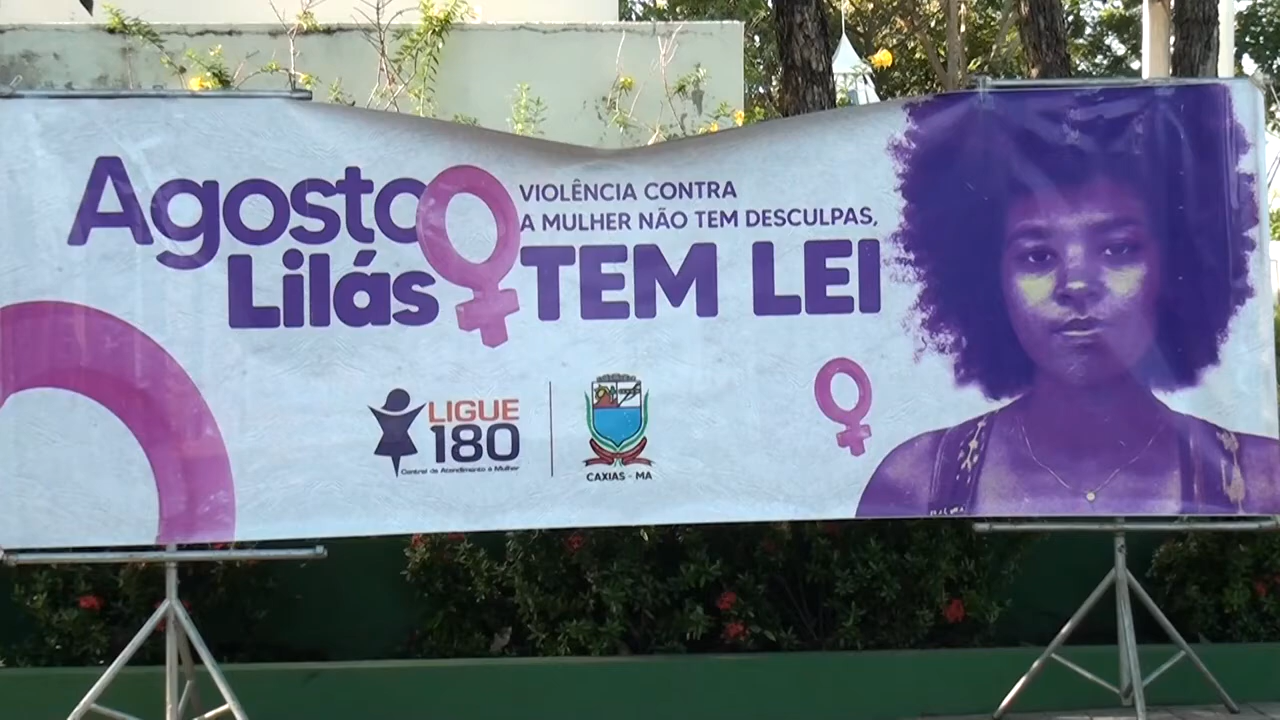 Agosto
Lilás
VIOLÊNCIA CONTRA
A MULHER NÃO TEM DESCULPAS,
TEM LEI
LIGUE
180
Central de Atendimento à Mulher
CAXIAS - MA